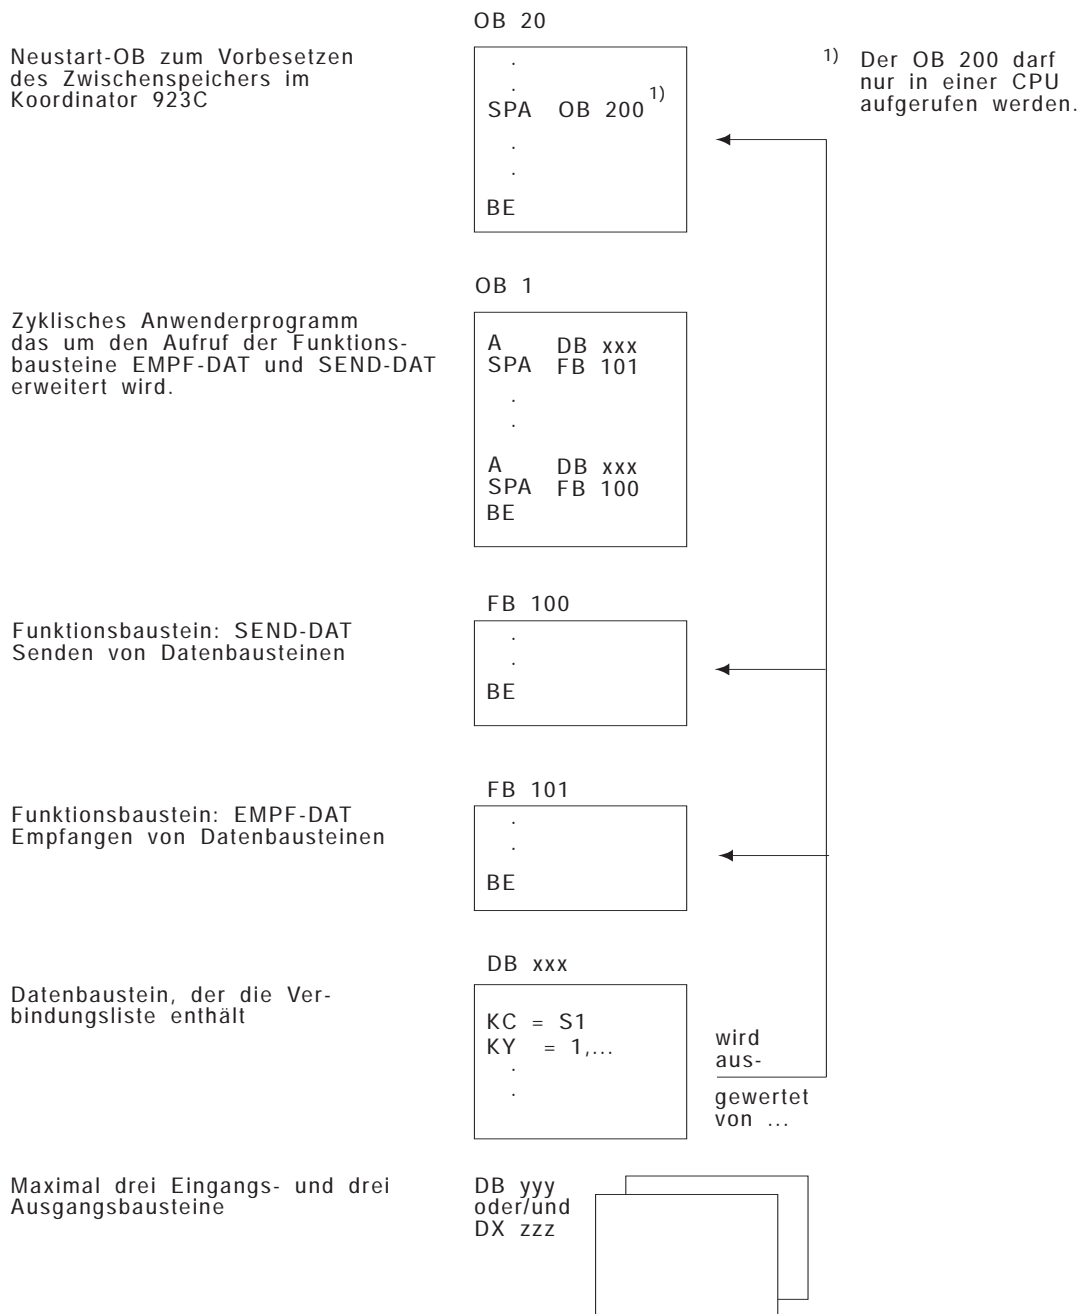 OB 20
Neustart-OB zum Vorbesetzen
des Zwischenspeichers im
Koordinator 923C
.
.
SPA OB 200 1)
.
.
BE
1) Der OB 200 darf
nur in einer CPU
aufgerufen werden.
OB 1
Zyklisches Anwenderprogramm
das um den Aufruf der Funktions-
bausteine EMPF-DAT und SEND-DAT
erweitert wird.
A DB xxx
SPA FB 101
.
.
A DB xxx
SPA FB 100
BE
FB 100
Funktionsbaustein: SEND-DAT
Senden von Datenbausteinen
.
.
BE
FB 101
Funktionsbaustein: EMPF-DAT
Empfangen von Datenbausteinen
.
.
BE
DB xxx
Datenbaustein, der die Ver-
bindungsliste enthält
KC = S1
KY = 1,...
.
.
wird
aus-
gewertet
von ...
Maximal drei Eingangs- und drei
Ausgangsbausteine
DB yyy
oder/und
DX zzz